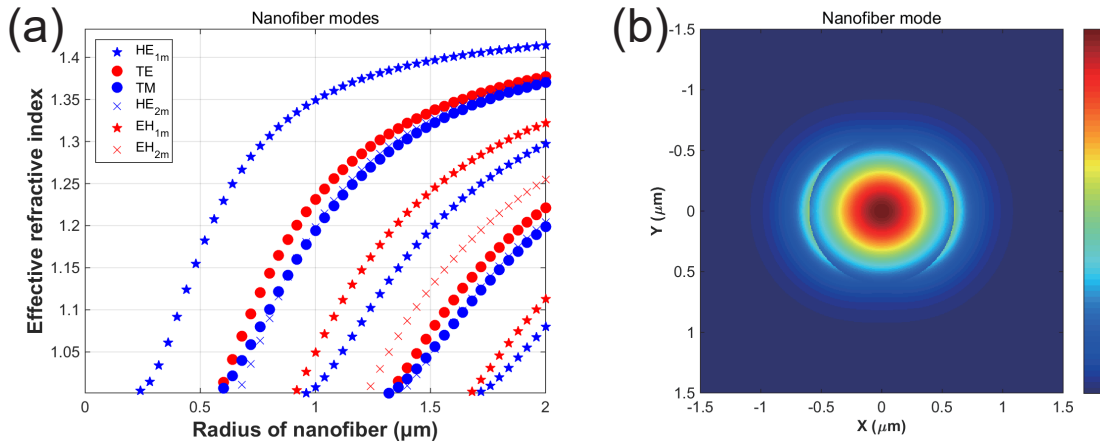 (a)
Nanofiber modes
Effective refractive index
1.4
1.35
1.3
1.25
1.2
1.15
1.1
1.05
HE1m
TE
TM
HE2m
EH1m
EH2m
0 0.5 1 1.5 2
Radius of nanofiber (μm)
(b)
Nanofiber mode
Y (μm)
-1.5
-1
-0.5
0
0.5
1
1.5
-1.5 -1 -0.5 0 0.5 1 1.5
X (μm)